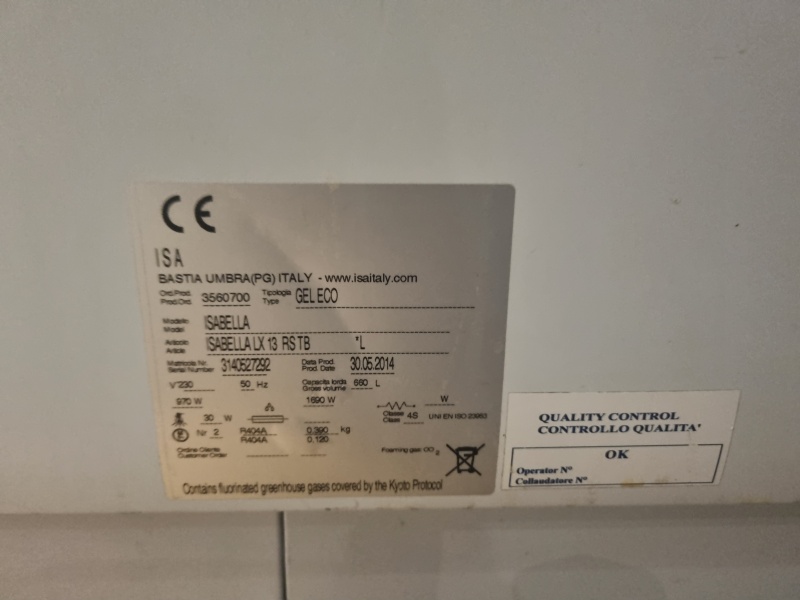 CE
ISA
BASTIA UMBRA(PG) ITALY - www.isaitaly.com
Ord.Prod. Prod.Ord. 3560700 Tipologia Type GELECO
Modello Model ISABELLA
Articolo Article ISABELLA LX 13 RS TB *L
Matricola Nr. Serial Number 3140527292 Data Prod. Prod. Date 30.05.2014
V~230 50 Hz Capacità lorda Gross volume 660 L
970 W 1690 W W
30 W Classe Class 4S UNI EN ISO 23953
Nr 2 R404A 0.390 kg
R404A 0.120
Ordine Cliente Customer Order Foaming gas CO2
Contains fluorinated greenhouse gases covered by the Kyoto Protocol
QUALITY CONTROL
CONTROLLO QUALITA'
OK
Operator N°
Collaudatore N°